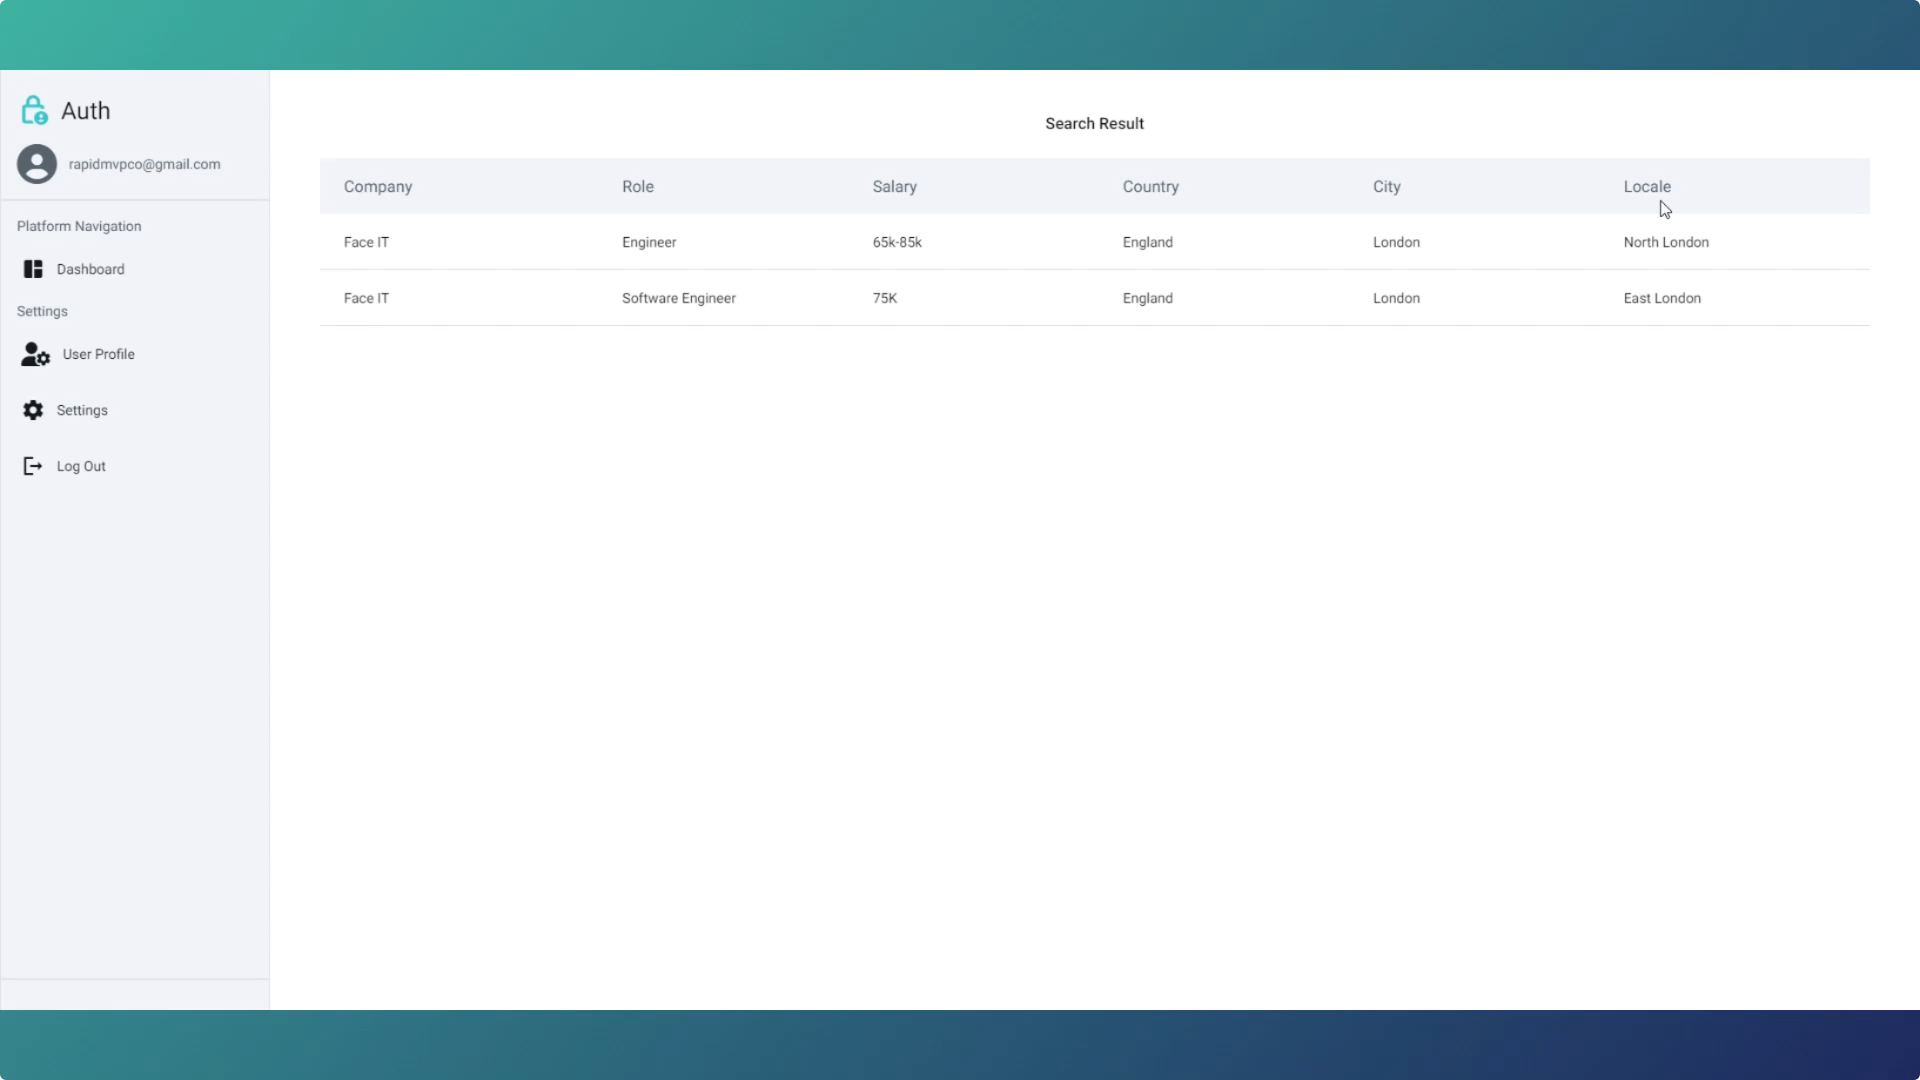 Auth
rapidmvpco@gmail.com
Platform Navigation
Dashboard
Settings
User Profile
Settings
Log Out
Search Result
Company Role Salary Country City Locale
Face IT Engineer 65k-85k England London North London
Face IT Software Engineer 75K England London East London